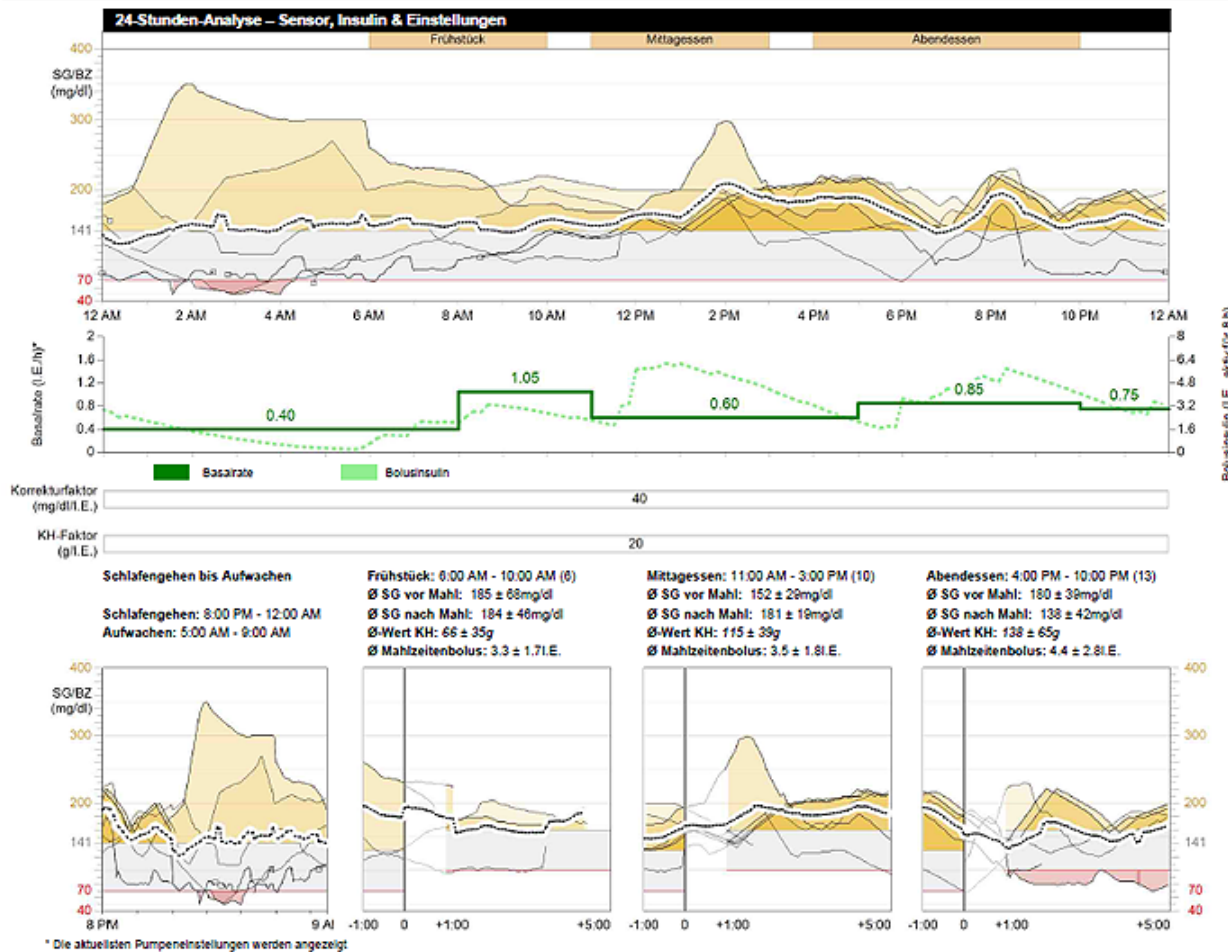 24-Stunden-Analyse – Sensor, Insulin & Einstellungen
Frühstück Mittagessen Abendessen
400
SG/BZ
(mg/dl)
300
200
141
70
40
12 AM 2 AM 4 AM 6 AM 8 AM 10 AM 12 PM 2 PM 4 PM 6 PM 8 PM 10 PM 12 AM
Basalrate (I.E./h)*
2
1.6
1.2
0.8
0.4
0
0.40 1.05 0.60 0.85 0.75
8
6.4
4.8
3.2
1.6
0
Basalrate Bolusinsulin
Korrekturfaktor
(mg/dl/I.E.)
40
KH-Faktor
(g/I.E.)
20
Schlafengehen bis Aufwachen
Schlafengehen: 8:00 PM - 12:00 AM
Aufwachen: 5:00 AM - 9:00 AM
Frühstück: 6:00 AM - 10:00 AM (6)
Ø SG vor Mahl: 185 ± 68mg/dl
Ø SG nach Mahl: 184 ± 46mg/dl
Ø-Wert KH: 66 ± 35g
Ø Mahlzeitenbolus: 3.3 ± 1.7I.E.
Mittagessen: 11:00 AM - 3:00 PM (10)
Ø SG vor Mahl: 152 ± 29mg/dl
Ø SG nach Mahl: 181 ± 19mg/dl
Ø-Wert KH: 115 ± 39g
Ø Mahlzeitenbolus: 3.5 ± 1.8I.E.
Abendessen: 4:00 PM - 10:00 PM (13)
Ø SG vor Mahl: 180 ± 39mg/dl
Ø SG nach Mahl: 138 ± 42mg/dl
Ø-Wert KH: 138 ± 65g
Ø Mahlzeitenbolus: 4.4 ± 2.8I.E.
400
SG/BZ
(mg/dl)
300
200
141
70
40
8 PM 9 A
-1:00 0 +1:00 +5:00
-1:00 0 +1:00 +5:00
-1:00 0 +1:00 +5:00
400
300
200
141
70
40
* Die aktuellsten Pumpeneinstellungen werden angezeigt